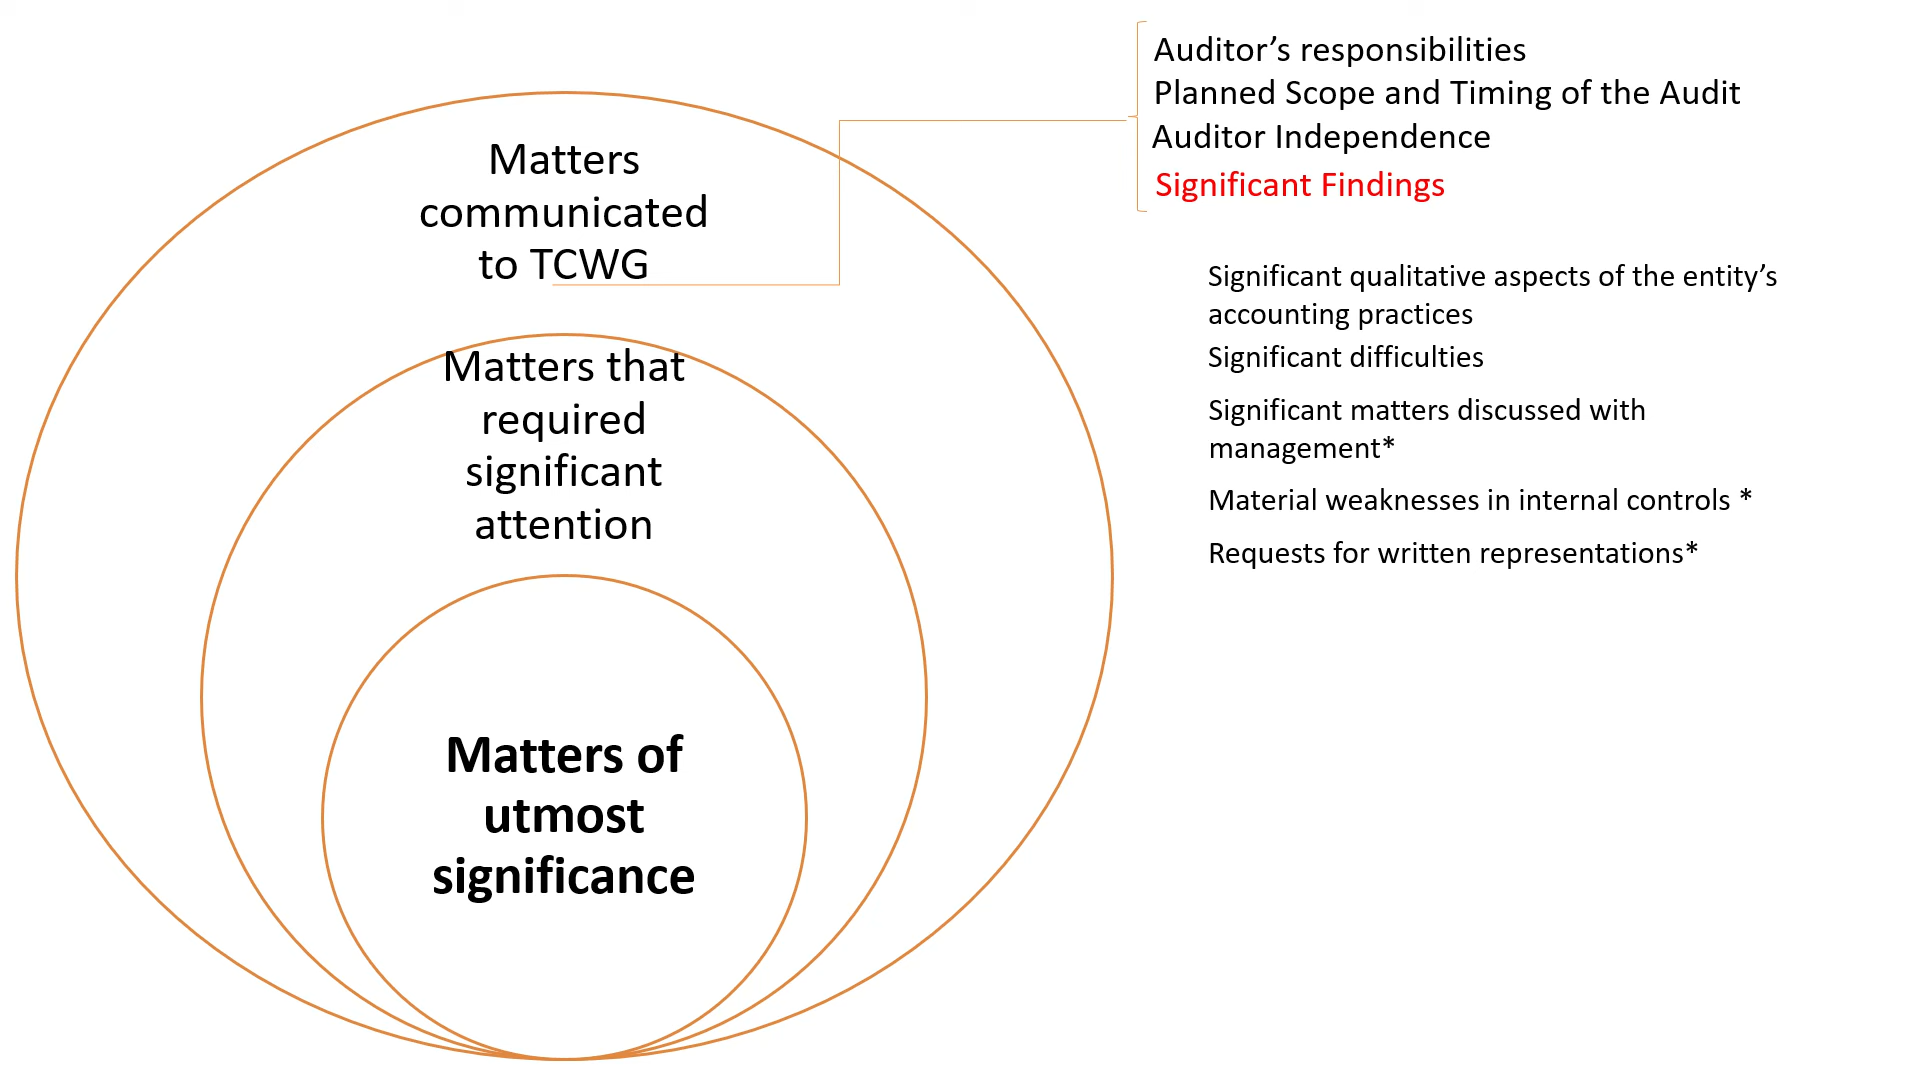 Matters
communicated
to TCWG
Matters that
required
significant
attention
Matters of
utmost
significance
Auditor’s responsibilities
Planned Scope and Timing of the Audit
Auditor Independence
Significant Findings
Significant qualitative aspects of the entity’s
accounting practices
Significant difficulties
Significant matters discussed with
management*
Material weaknesses in internal controls *
Requests for written representations*